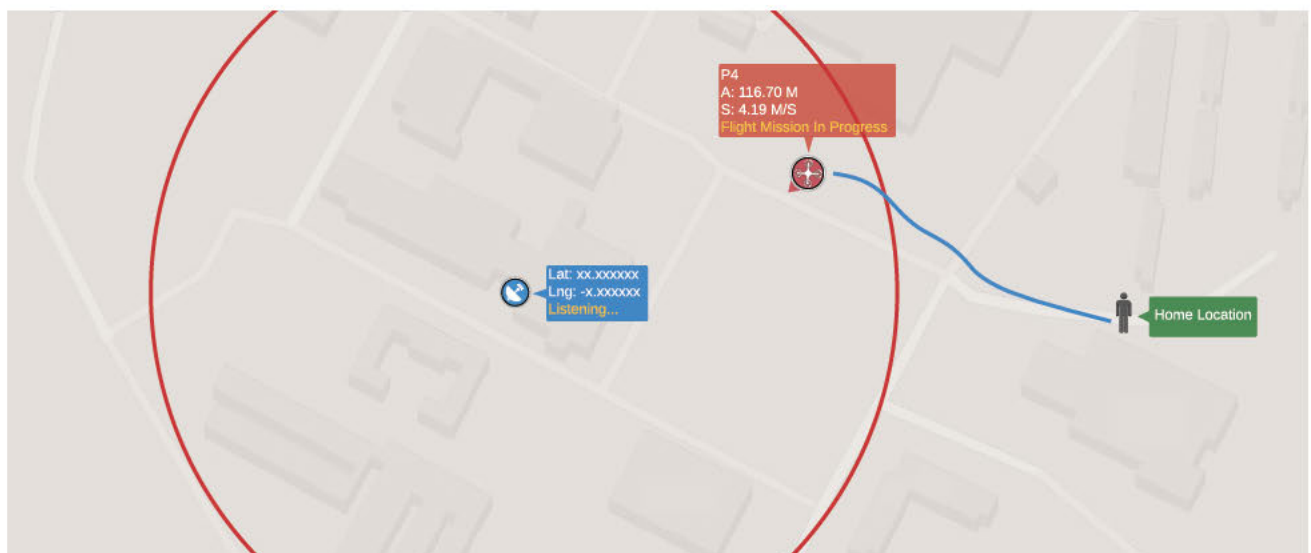 P4
A: 116.70 M
S: 4.19 M/S
Flight Mission In Progress
Lat: xx.xxxxxx
Lng: -x.xxxxxx
Listening...
Home Location